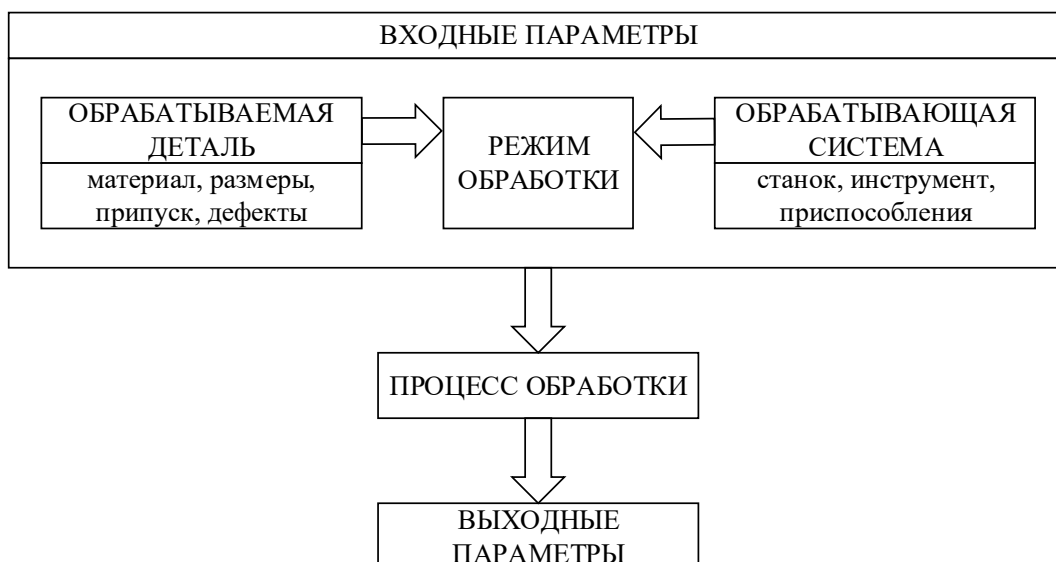 ВХОДНЫЕ ПАРАМЕТРЫ
ОБРАБАТЫВАЕМАЯ
ДЕТАЛЬ
материал, размеры,
припуск, дефекты
РЕЖИМ
ОБРАБОТКИ
ОБРАБАТЫВАЮЩАЯ
СИСТЕМА
станок, инструмент,
приспособления
ПРОЦЕСС ОБРАБОТКИ
ВЫХОДНЫЕ
ПАРАМЕТРЫ